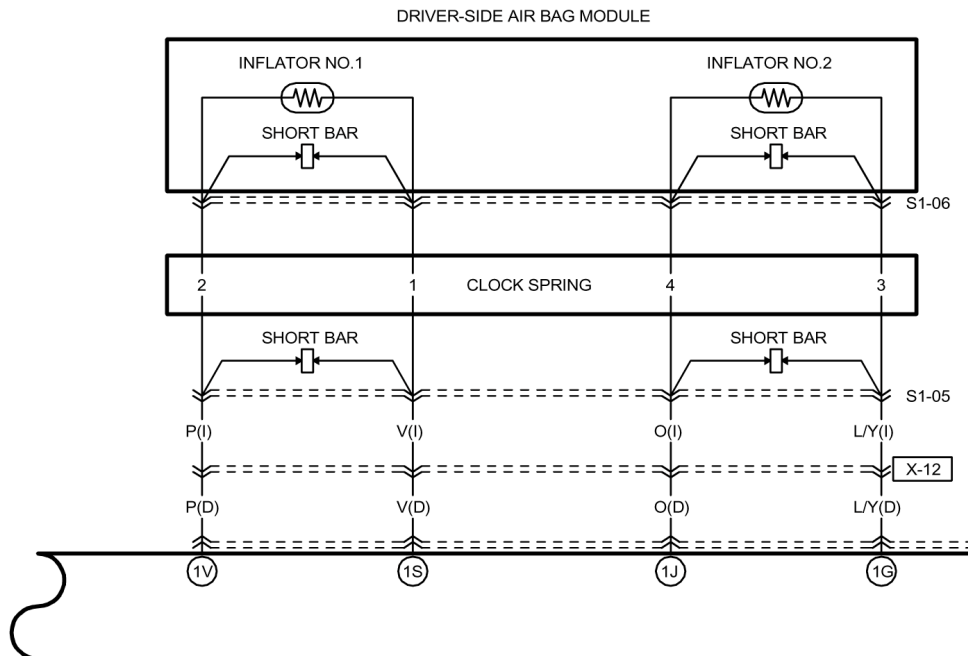 DRIVER-SIDE AIR BAG MODULE
INFLATOR NO.1
INFLATOR NO.2
SHORT BAR
SHORT BAR
S1-06
2
1
CLOCK SPRING
4
3
SHORT BAR
SHORT BAR
S1-05
P(I)
V(I)
O(I)
L/Y(I)
X-12
P(D)
V(D)
O(D)
L/Y(D)
1V
1S
1J
1G